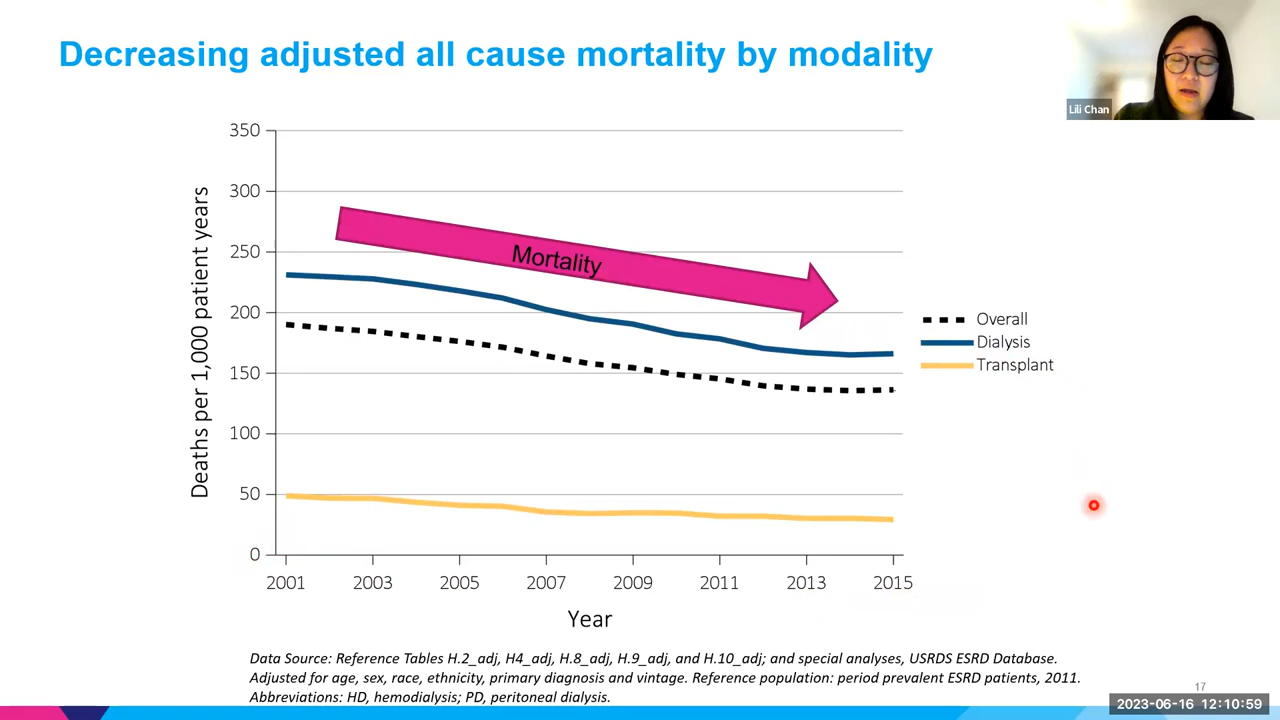 Decreasing adjusted all cause mortality by modality
Lili Chan
350
300
250
200
150
100
50
0
Deaths per 1,000 patient years
Mortality
Overall
Dialysis
Transplant
2001 2003 2005 2007 2009 2011 2013 2015
Year
Data Source: Reference Tables H.2_adj, H4_adj, H.8_adj, H.9_adj, and H.10_adj; and special analyses, USRDS ESRD Database.
Adjusted for age, sex, race, ethnicity, primary diagnosis and vintage. Reference population: period prevalent ESRD patients, 2011.
Abbreviations: HD, hemodialysis; PD, peritoneal dialysis.
17
2023-06-16 12:10:59